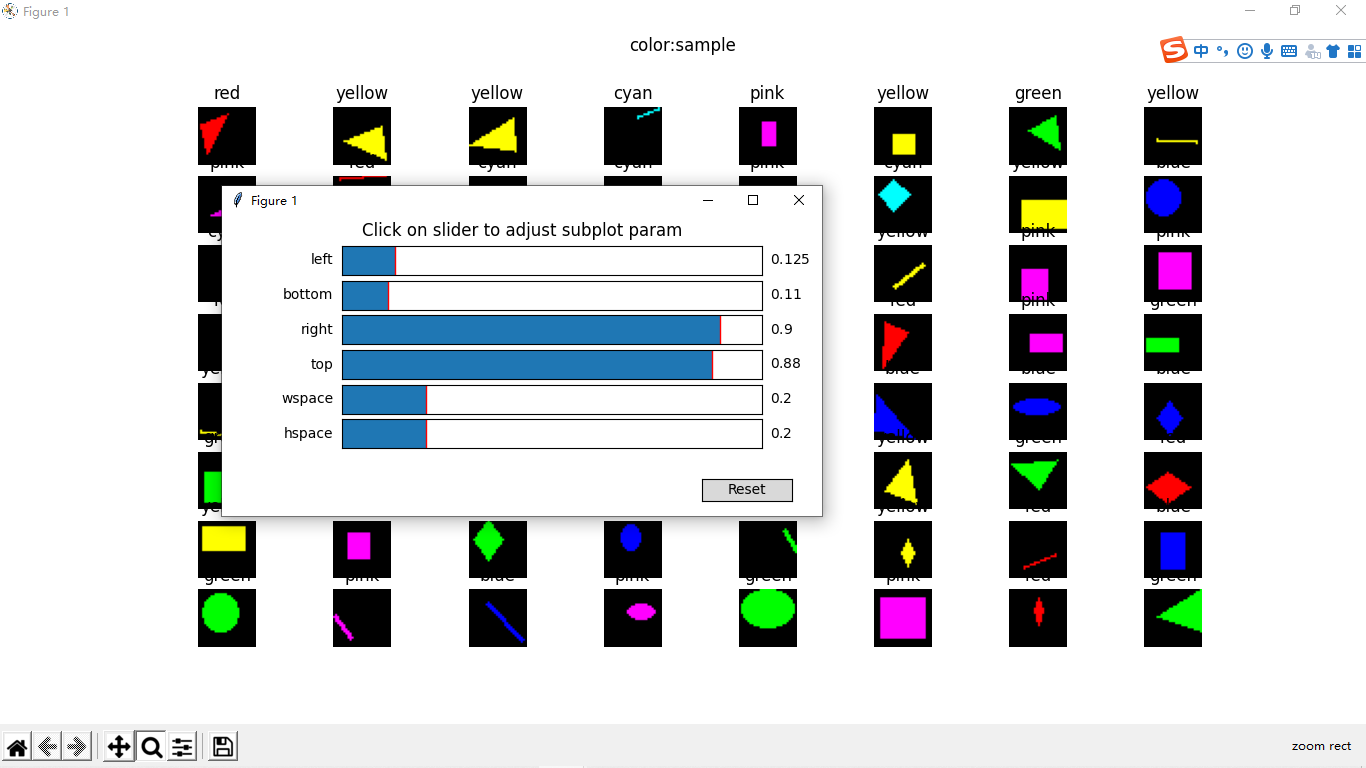 Figure 1
color:sample
中
red yellow yellow cyan pink yellow green yellow
pink red cyan cyan pink cyan yellow blue
Figure 1
Click on slider to adjust subplot param
left 0.125
bottom 0.11
right 0.9
top 0.88
wspace 0.2
hspace 0.2
Reset
yellow pink pink
red pink green
blue blue blue
yellow green red
red
green pink blue pink green pink red green
zoom rect